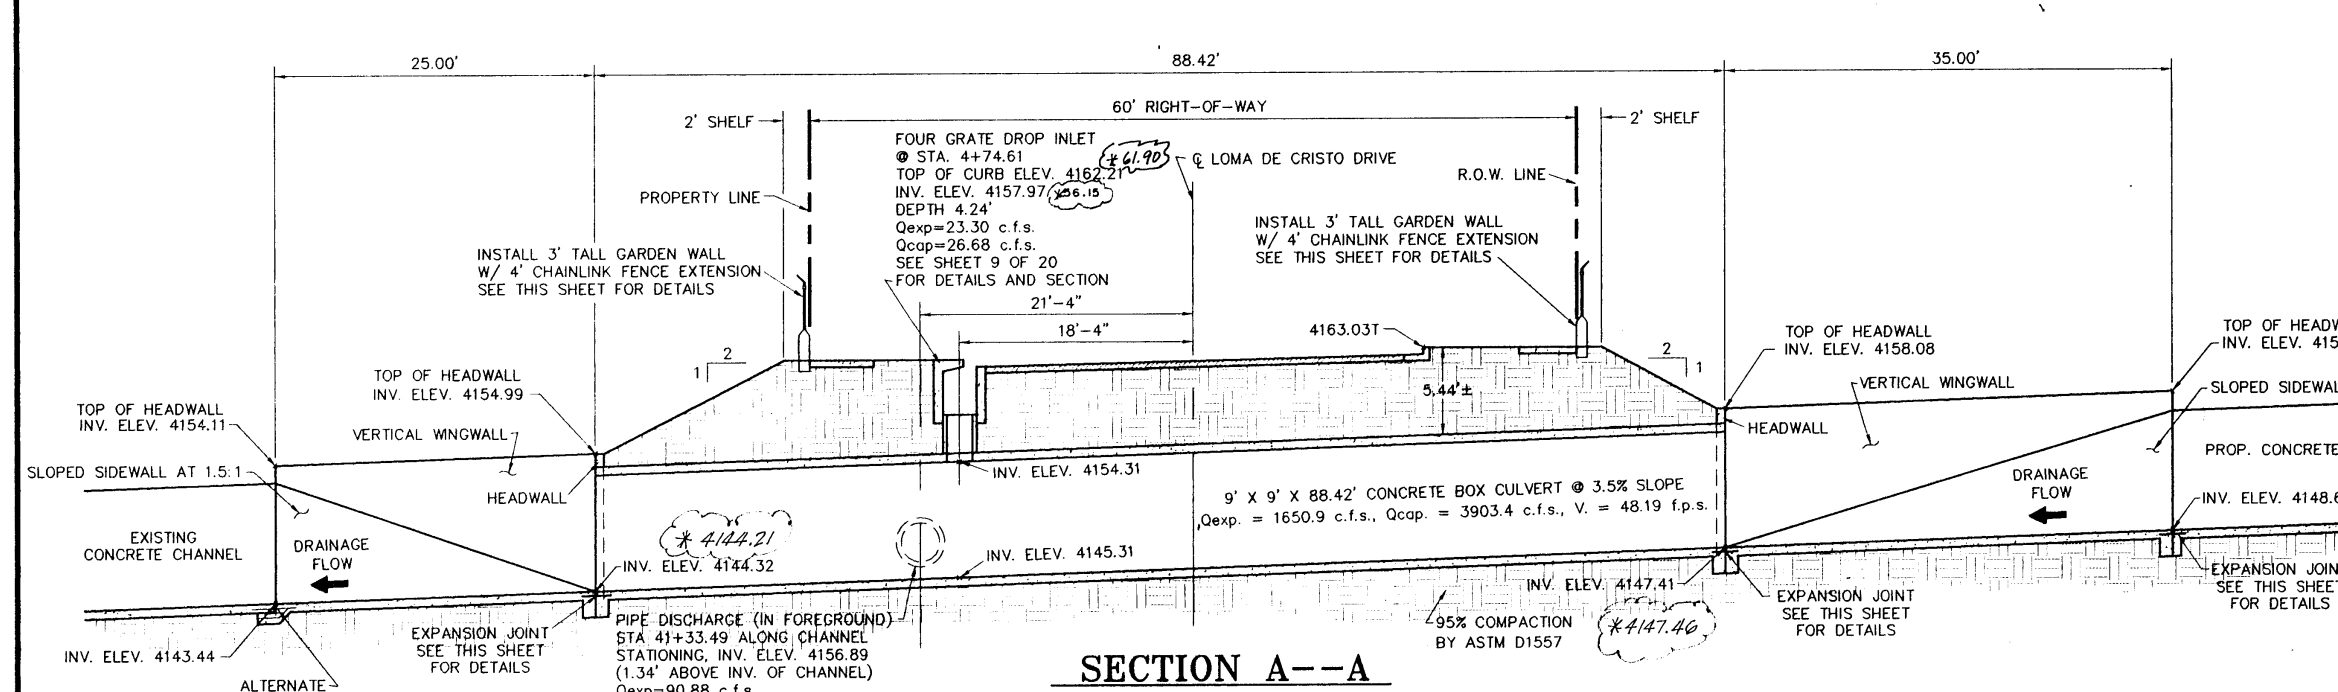 25.00'
88.42'
35.00'
60' RIGHT-OF-WAY
2' SHELF
2' SHELF
FOUR GRATE DROP INLET
@ STA. 4+74.61
TOP OF CURB ELEV. 4162.21
* 61.90
INV. ELEV. 4157.97
*56.15
DEPTH 4.24'
Qexp=23.30 c.f.s.
Qcap=26.68 c.f.s.
SEE SHEET 9 OF 20
FOR DETAILS AND SECTION
℄ LOMA DE CRISTO DRIVE
R.O.W. LINE
PROPERTY LINE
INSTALL 3' TALL GARDEN WALL
W/ 4' CHAINLINK FENCE EXTENSION
SEE THIS SHEET FOR DETAILS
INSTALL 3' TALL GARDEN WALL
W/ 4' CHAINLINK FENCE EXTENSION
SEE THIS SHEET FOR DETAILS
21'-4"
18'-4"
4163.03T
2
1
2
1
5.44'±
TOP OF HEADWALL
INV. ELEV. 4158.08
TOP OF HEADW
INV. ELEV. 415
TOP OF HEADWALL
INV. ELEV. 4154.99
TOP OF HEADWALL
INV. ELEV. 4154.11
VERTICAL WINGWALL
VERTICAL WINGWALL
SLOPED SIDEWAL
SLOPED SIDEWALL AT 1.5:1
HEADWALL
HEADWALL
PROP. CONCRETE
INV. ELEV. 4154.31
9' X 9' X 88.42' CONCRETE BOX CULVERT @ 3.5% SLOPE
Qexp. = 1650.9 c.f.s., Qcap. = 3903.4 c.f.s., V. = 48.19 f.p.s.
DRAINAGE
FLOW
INV. ELEV. 4148.6
EXISTING
CONCRETE CHANNEL
DRAINAGE
FLOW
* 4144.21
INV. ELEV. 4144.32
INV. ELEV. 4145.31
INV. ELEV. 4147.41
*4147.46
EXPANSION JOINT
SEE THIS SHEET
FOR DETAILS
EXPANSION JOIN
SEE THIS SHEET
FOR DETAILS
EXPANSION JOINT
SEE THIS SHEET
FOR DETAILS
INV. ELEV. 4143.44
ALTERNATE
PIPE DISCHARGE (IN FOREGROUND)
STA 41+33.49 ALONG CHANNEL
STATIONING, INV. ELEV. 4156.89
(1.34' ABOVE INV. OF CHANNEL)
Qexp=90.88 c.f.s.
95% COMPACTION
BY ASTM D1557
SECTION A--A